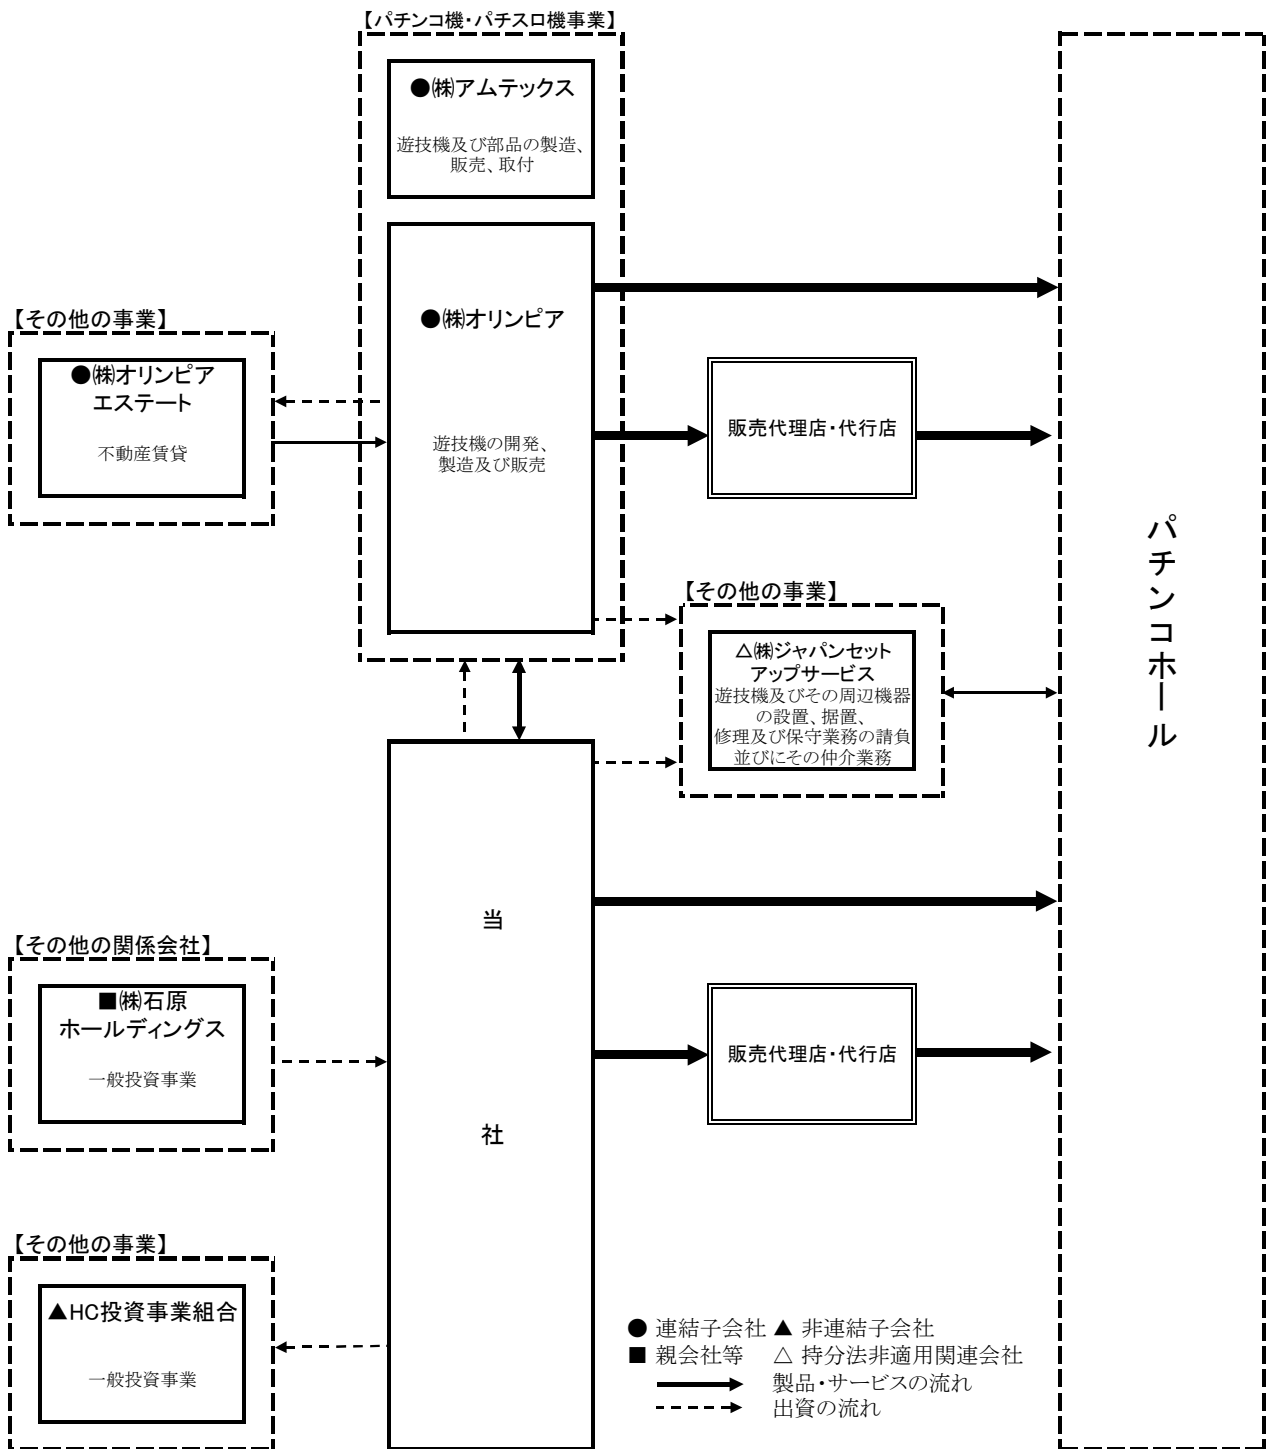 【パチンコ機・パチスロ機事業】
●㈱アムテックス
遊技機及び部品の製造、
販売、取付
●㈱オリンピア
遊技機の開発、
製造及び販売
【その他の事業】
●㈱オリンピア
エステート
不動産賃貸
販売代理店・代行店
【その他の事業】
△㈱ジャパンセット
アップサービス
遊技機及びその周辺機器
の設置、据置、
修理及び保守業務の請負
並びにその仲介業務
パチンコホール
当社
【その他の関係会社】
■㈱石原
ホールディングス
一般投資事業
販売代理店・代行店
【その他の事業】
▲HC投資事業組合
一般投資事業
● 連結子会社 ▲ 非連結子会社
■ 親会社等 △ 持分法非適用関連会社
製品・サービスの流れ
出資の流れ